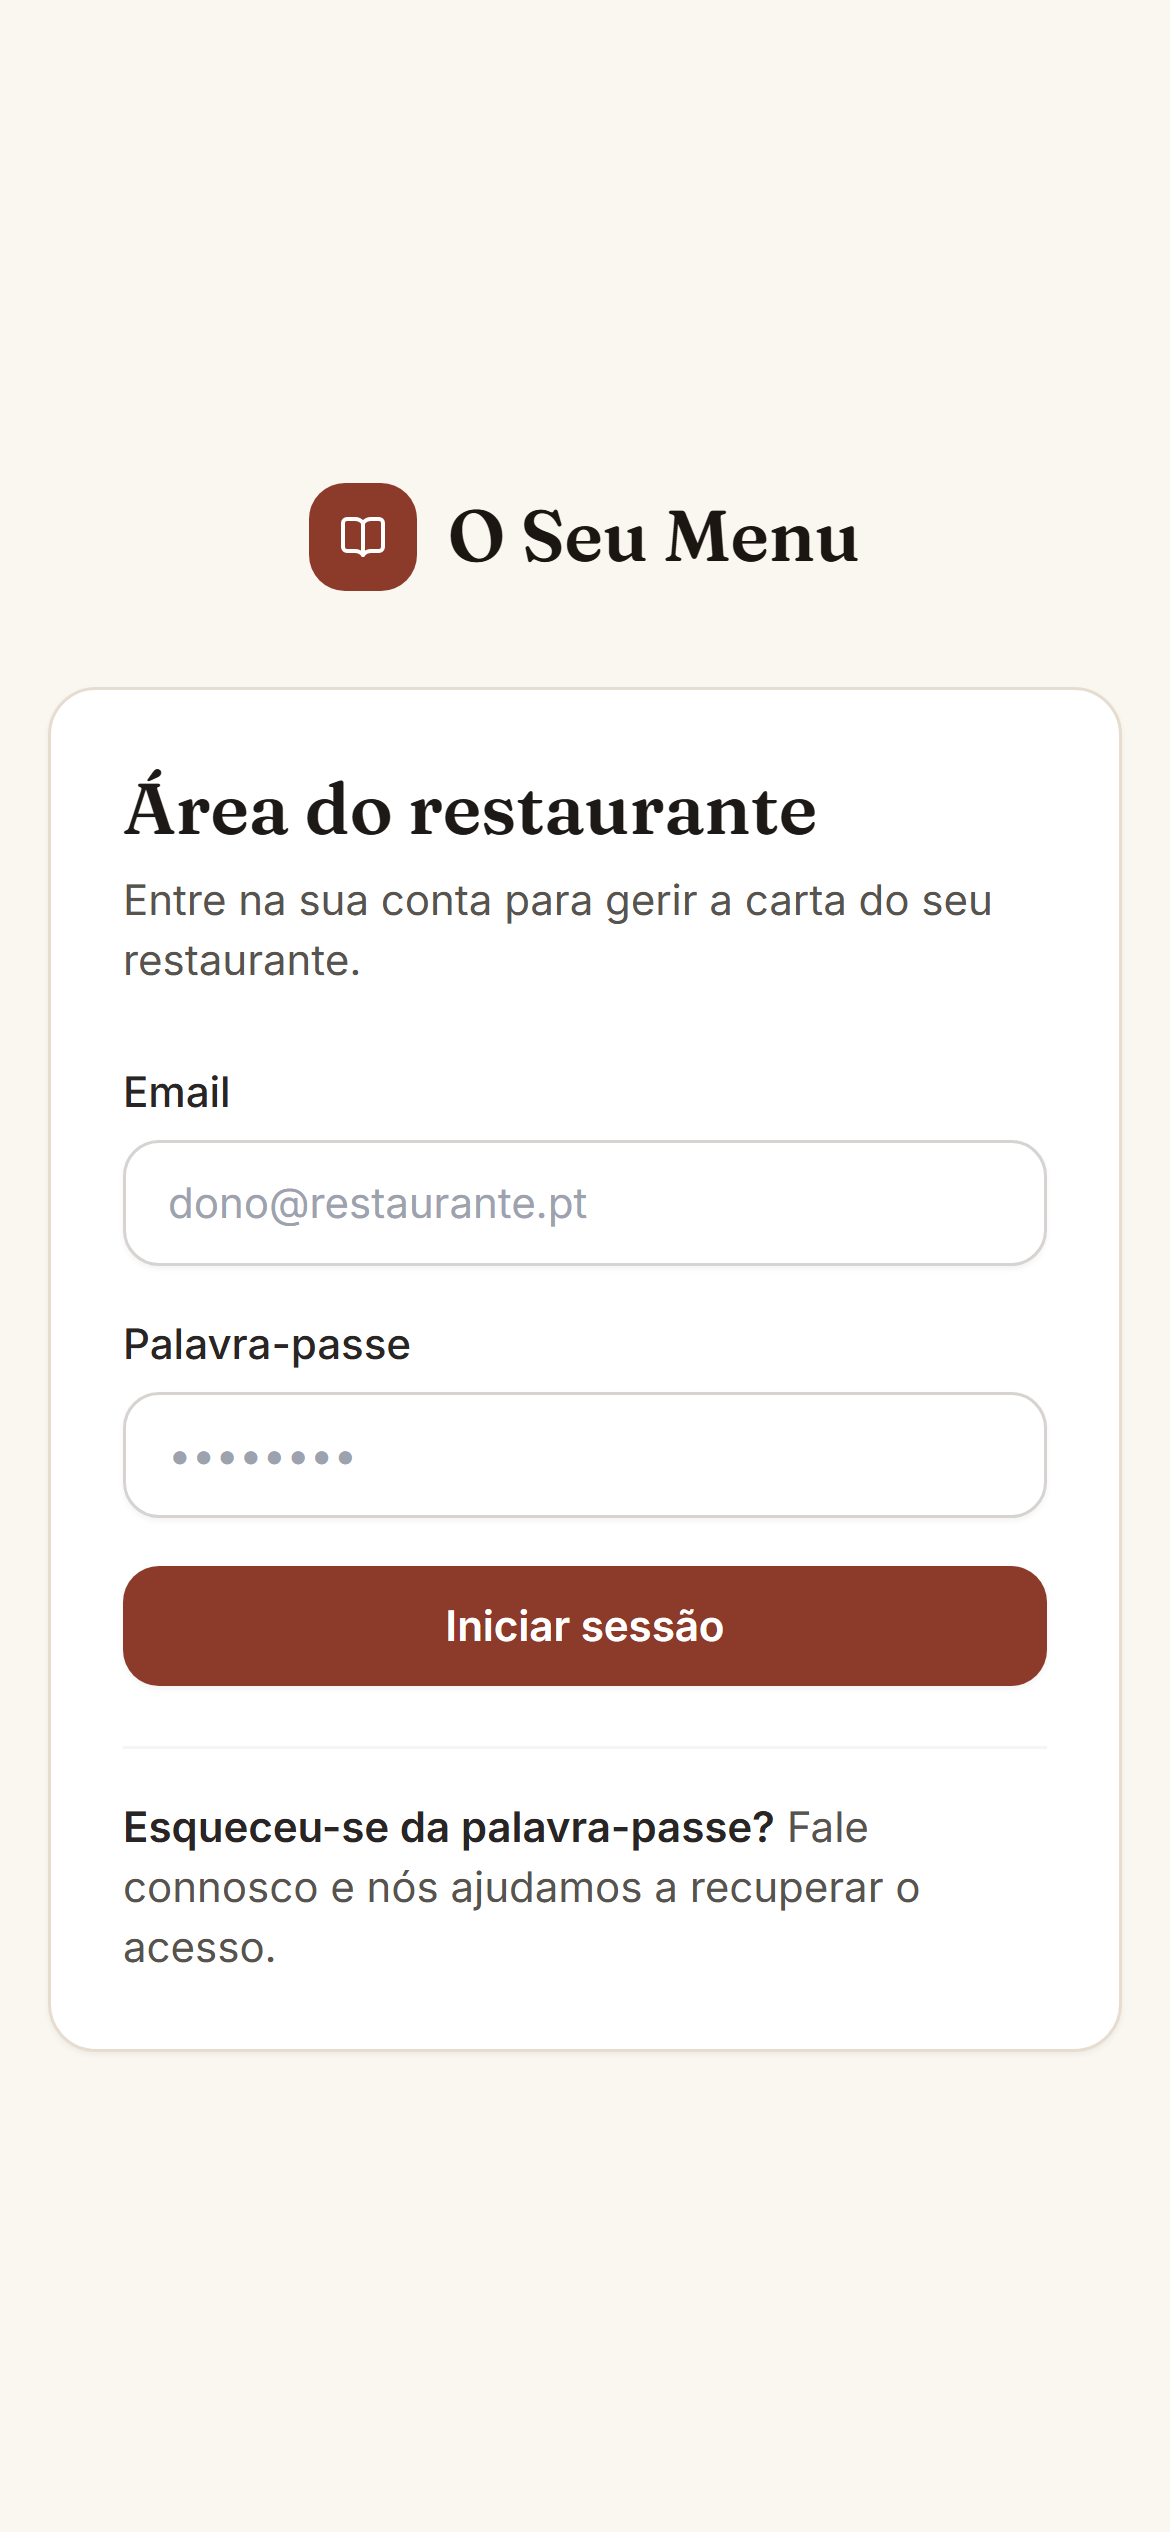 O Seu Menu
Área do restaurante
Entre na sua conta para gerir a carta do seu
restaurante.
Email
dono@restaurante.pt
Palavra-passe
••••••••
Iniciar sessão
Esqueceu-se da palavra-passe? Fale
connosco e nós ajudamos a recuperar o
acesso.